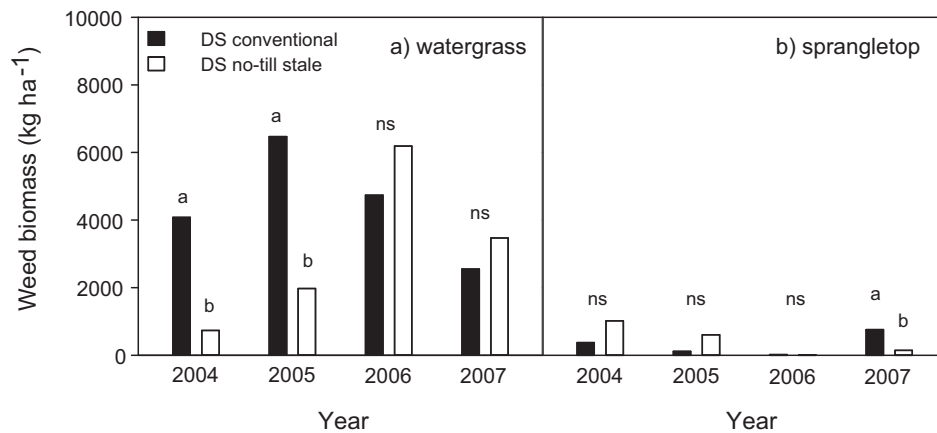 10000
8000
6000
4000
2000
0
Weed biomass (kg ha⁻¹)
DS conventional
DS no-till stale
a) watergrass
a
b
a
b
ns
ns
2004 2005 2006 2007
Year
b) sprangletop
ns
ns
ns
a
b
2004 2005 2006 2007
Year